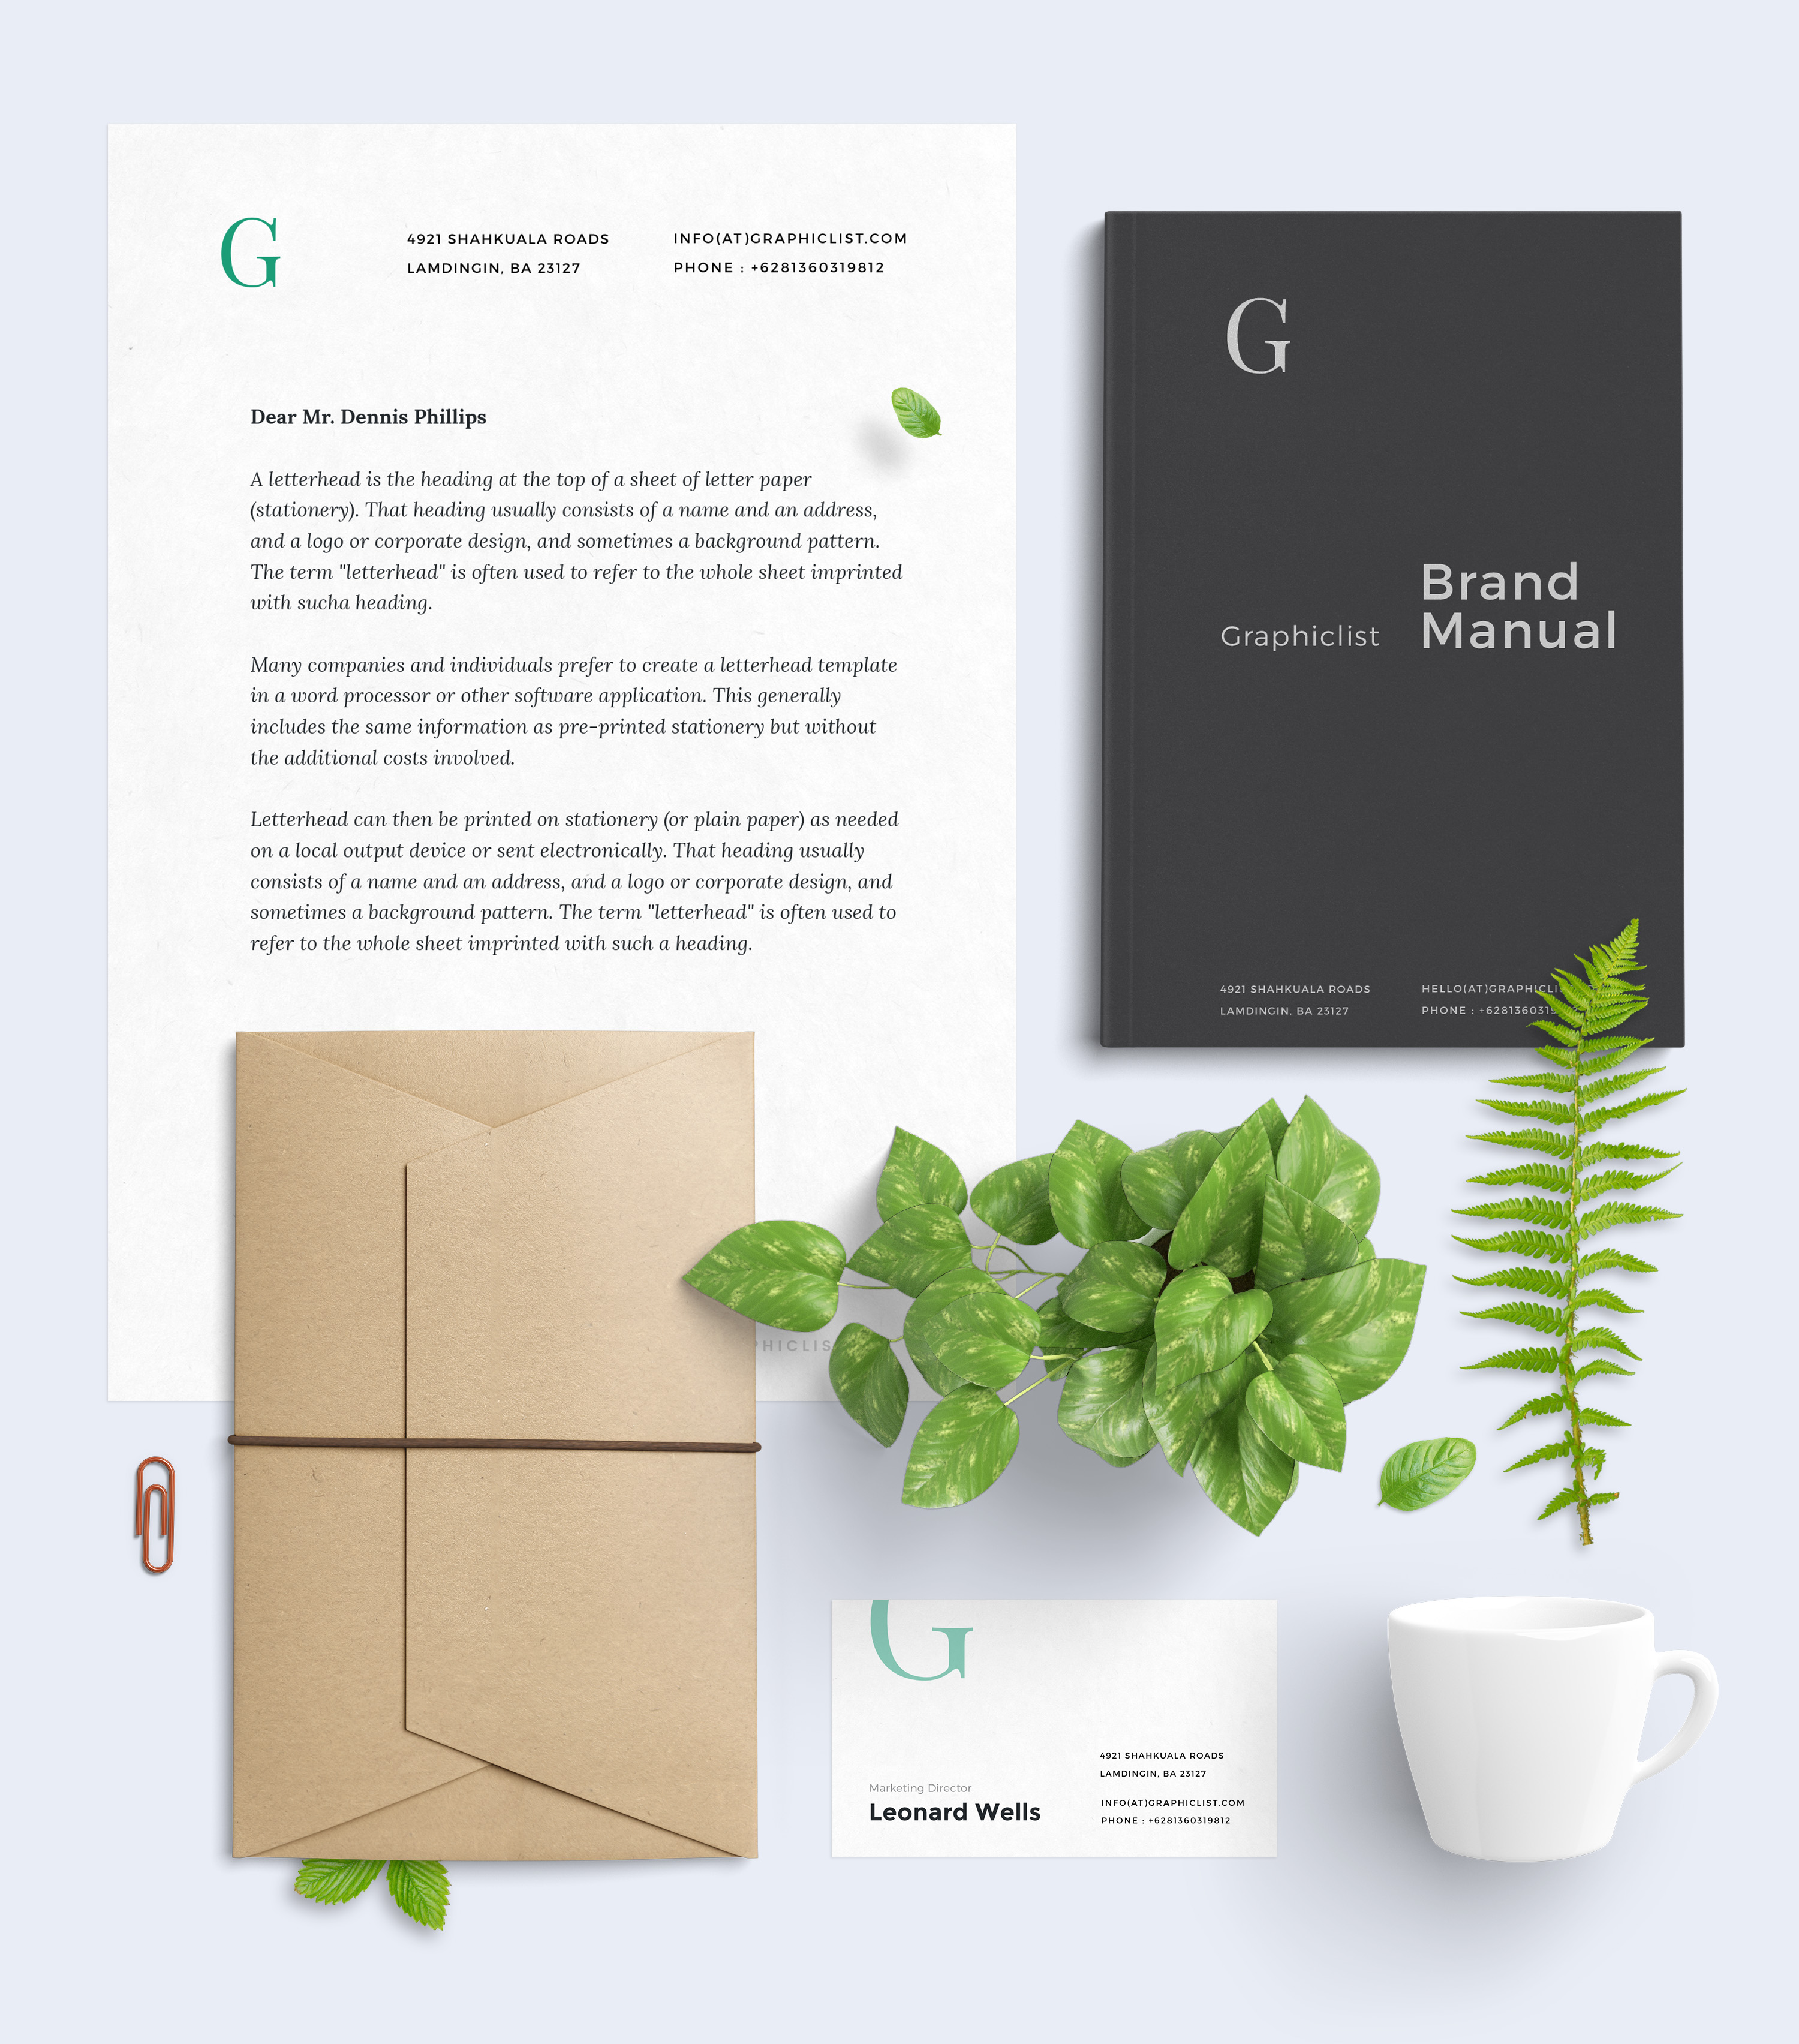 G
4921 SHAHKUALA ROADS
LAMDINGIN, BA 23127
INFO(AT)GRAPHICLIST.COM
PHONE : +6281360319812
Dear Mr. Dennis Phillips
A letterhead is the heading at the top of a sheet of letter paper
(stationery). That heading usually consists of a name and an address,
and a logo or corporate design, and sometimes a background pattern.
The term "letterhead" is often used to refer to the whole sheet imprinted
with sucha heading.
Many companies and individuals prefer to create a letterhead template
in a word processor or other software application. This generally
includes the same information as pre-printed stationery but without
the additional costs involved.
Letterhead can then be printed on stationery (or plain paper) as needed
on a local output device or sent electronically. That heading usually
consists of a name and an address, and a logo or corporate design, and
sometimes a background pattern. The term "letterhead" is often used to
refer to the whole sheet imprinted with such a heading.
G
Graphiclist
Brand
Manual
4921 SHAHKUALA ROADS
LAMDINGIN, BA 23127
PHONE :
G
Marketing Director
Leonard Wells
4921 SHAHKUALA ROADS
LAMDINGIN, BA 23127
INFO(AT)GRAPHICLIST.COM
PHONE : +6281360319812